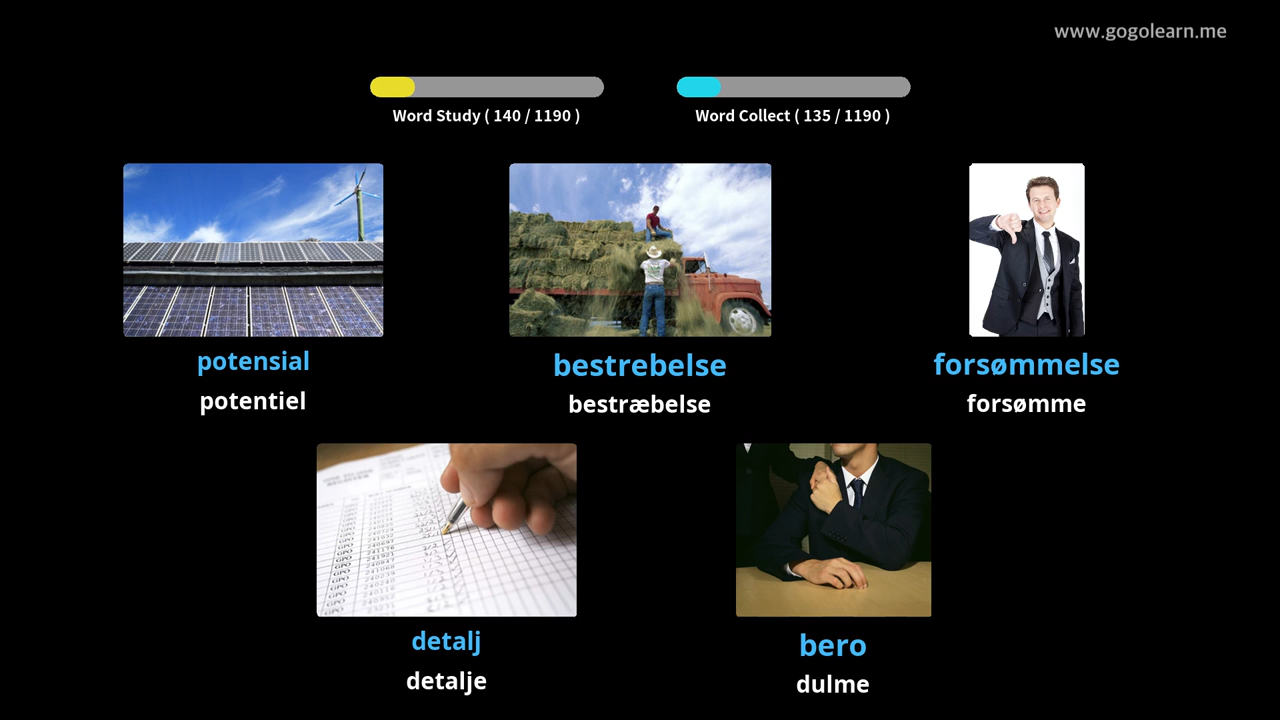 www.gogolearn.me
Word Study ( 140 / 1190 )
Word Collect ( 135 / 1190 )
potensial
potentiel
bestrebelse
bestræbelse
forsømmelse
forsømme
detalj
detalje
bero
dulme